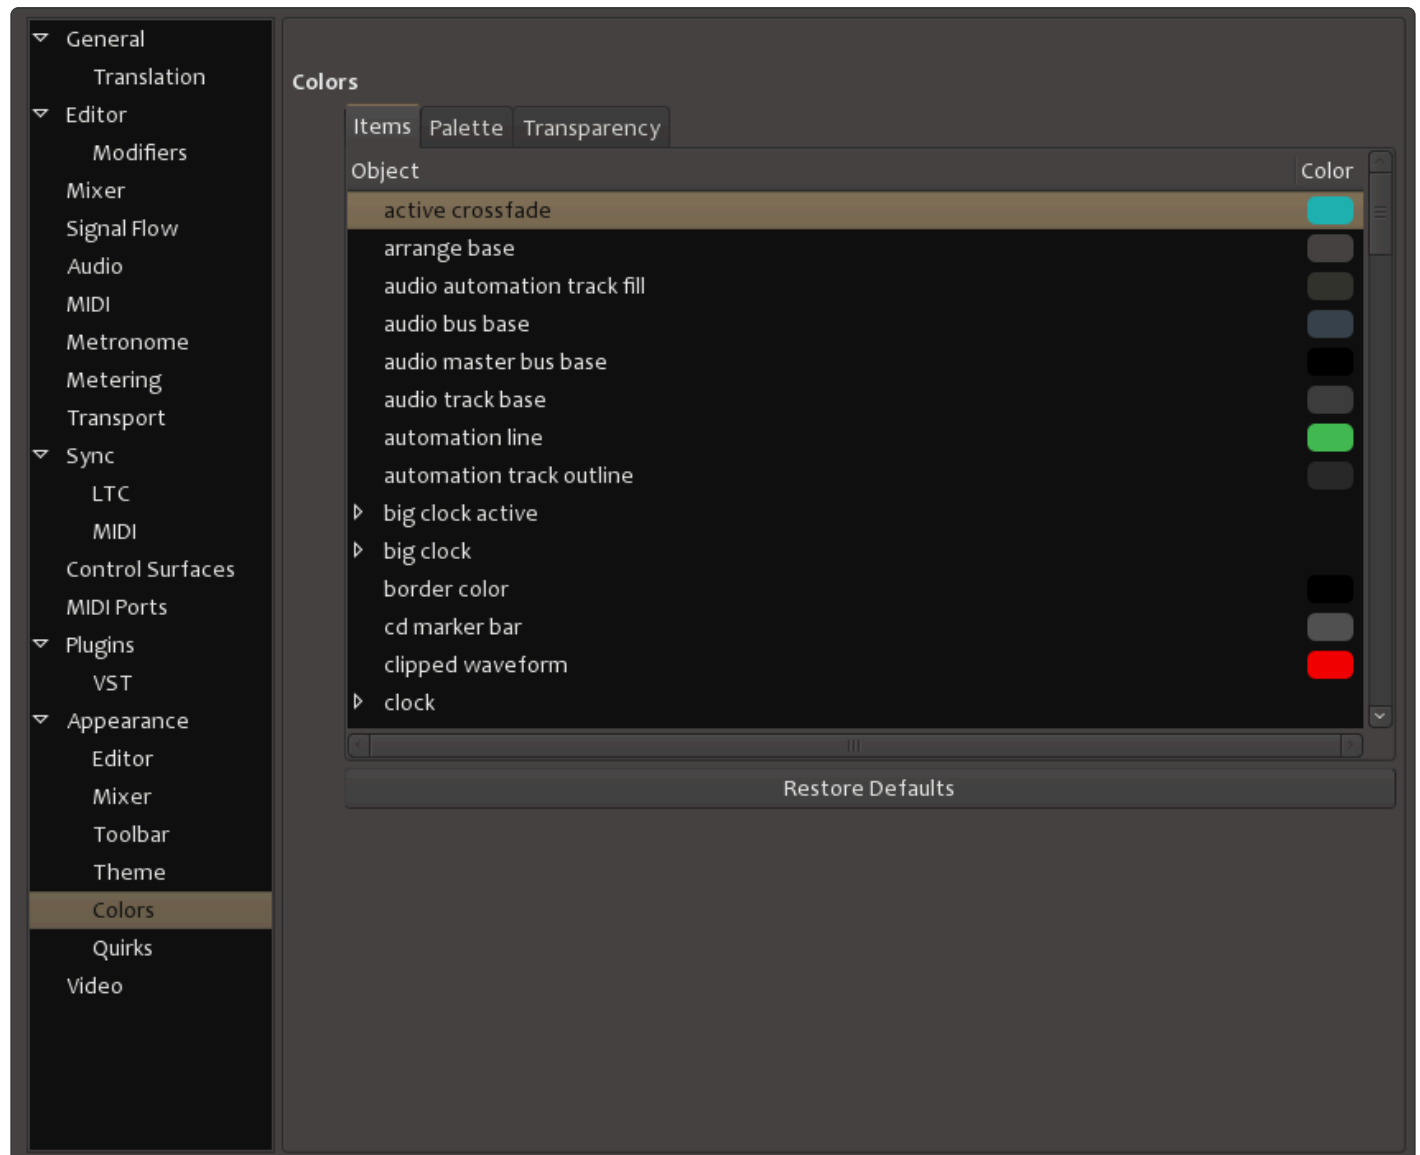 General
Translation
Editor
Modifiers
Mixer
Signal Flow
Audio
MIDI
Metronome
Metering
Transport
Sync
LTC
MIDI
Control Surfaces
MIDI Ports
Plugins
VST
Appearance
Editor
Mixer
Toolbar
Theme
Colors
Quirks
Video
Colors
Items Palette Transparency
Object Color
active crossfade
arrange base
audio automation track fill
audio bus base
audio master bus base
audio track base
automation line
automation track outline
big clock active
big clock
border color
cd marker bar
clipped waveform
clock
Restore Defaults